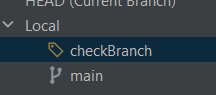 HEAD (Current Branch)
Local
checkBranch
main